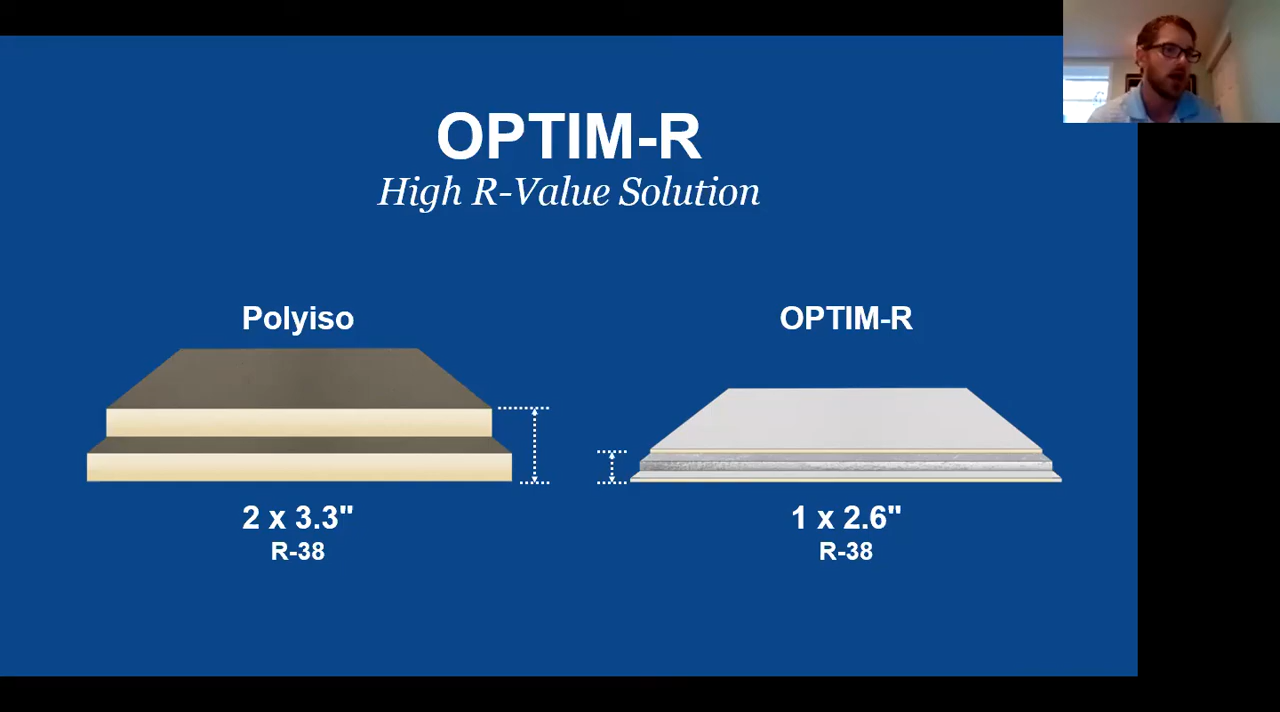 OPTIM-R
High R-Value Solution
Polyiso
OPTIM-R
2 x 3.3"
R-38
1 x 2.6"
R-38